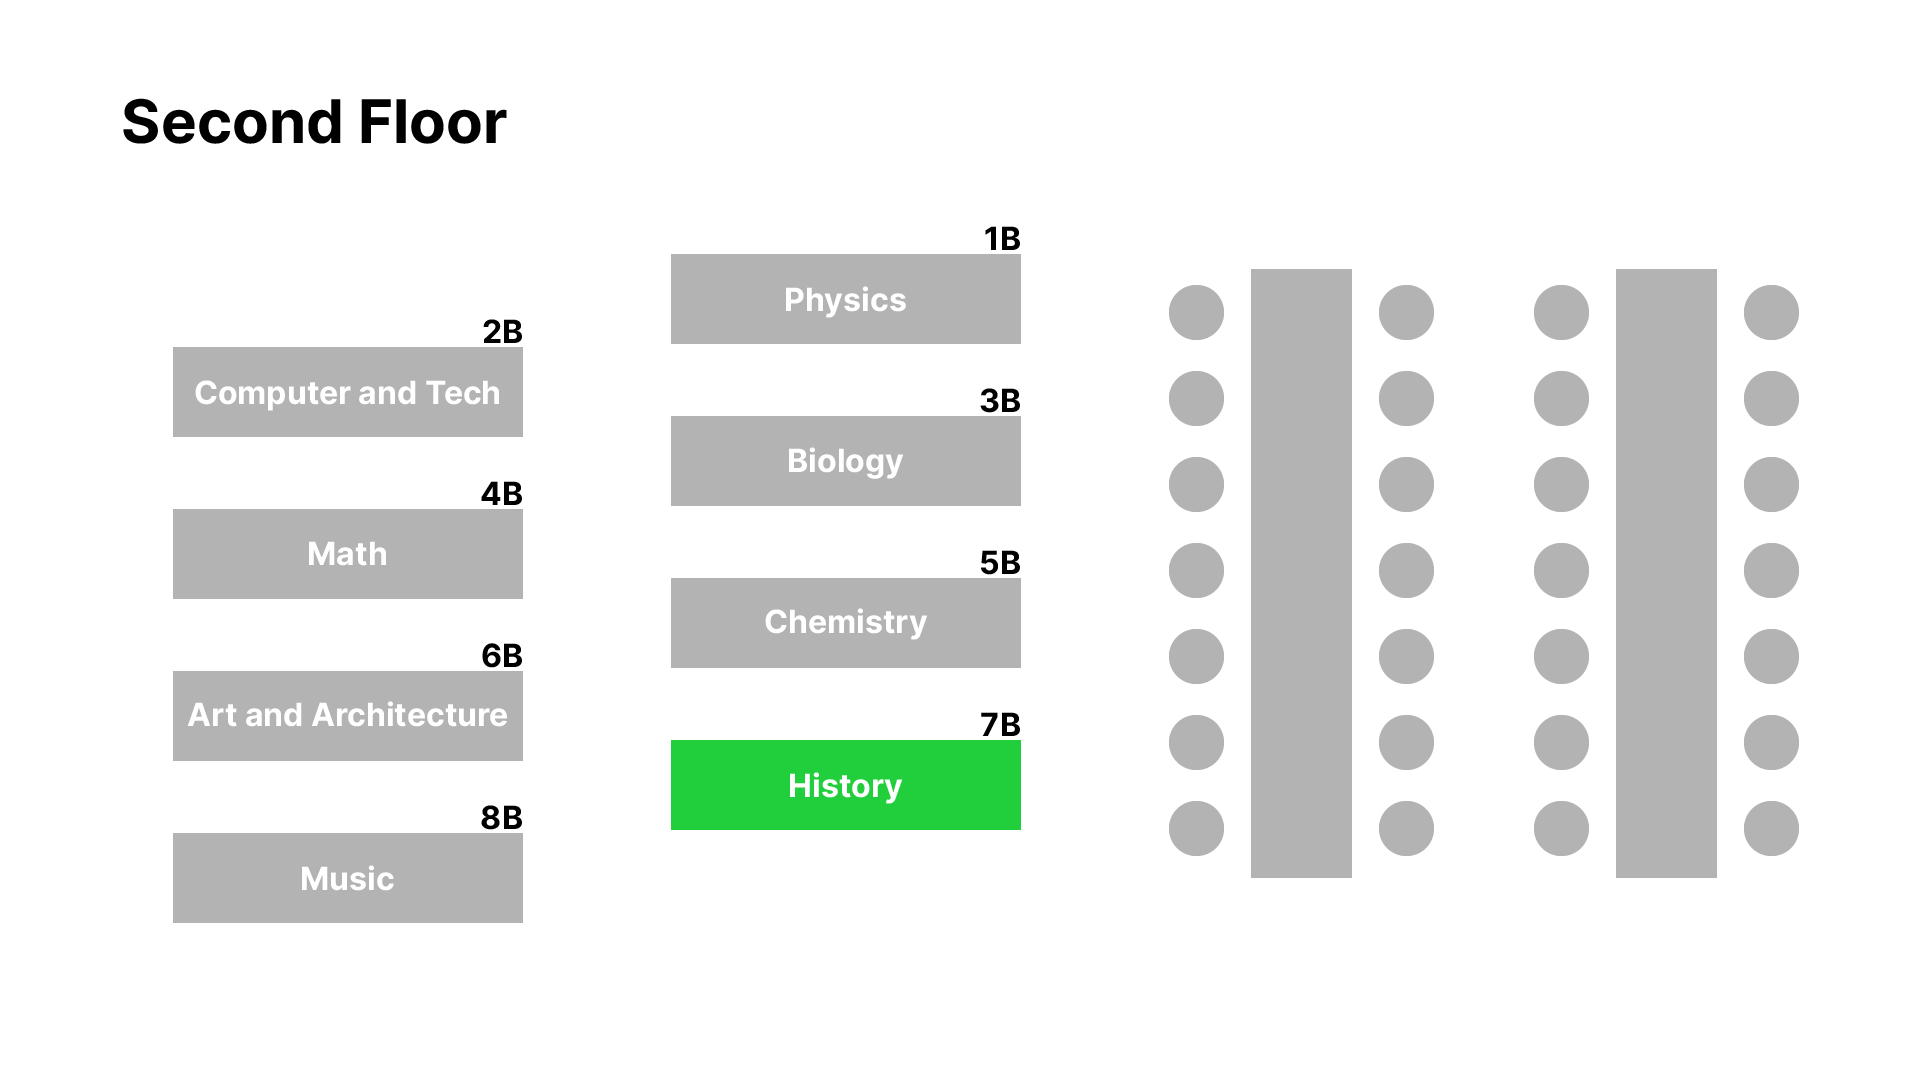 Second Floor
2B
Computer and Tech
4B
Math
6B
Art and Architecture
8B
Music
1B
Physics
3B
Biology
5B
Chemistry
7B
History